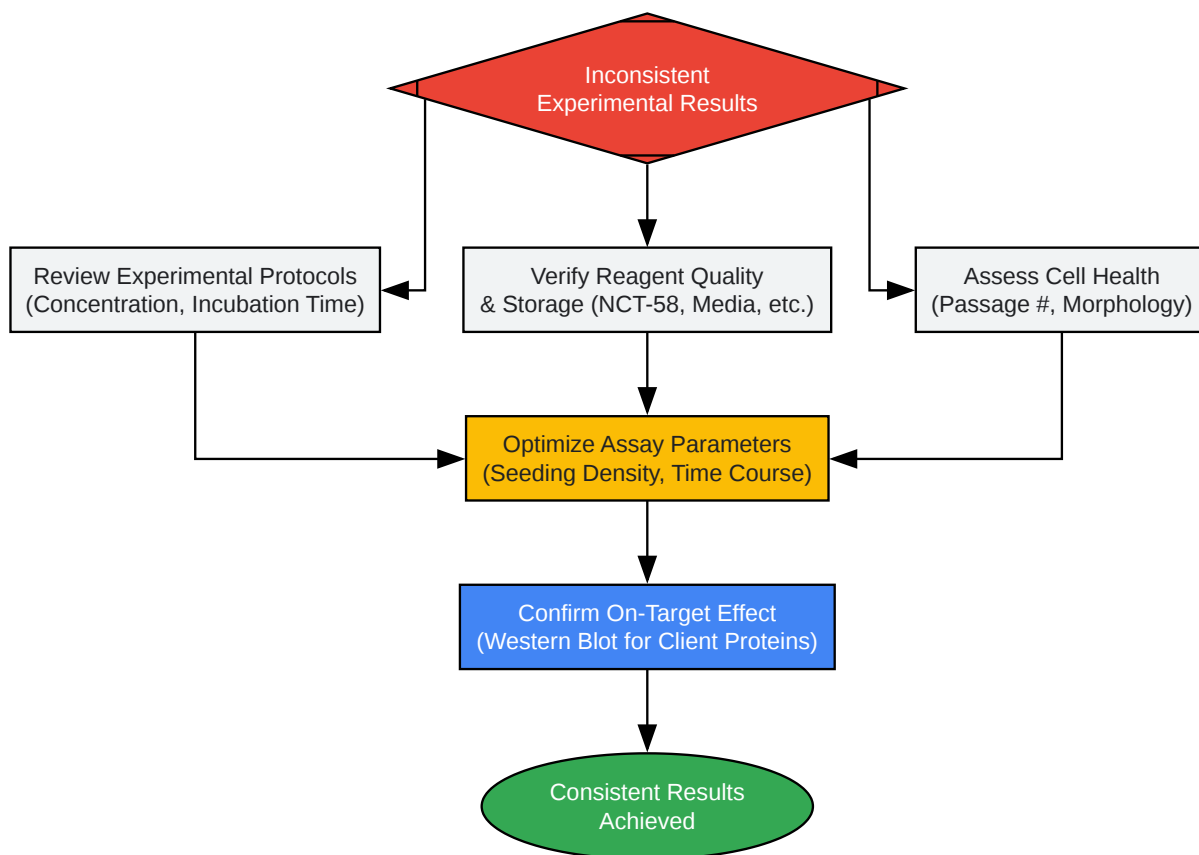 Inconsistent
Experimental Results
Review Experimental Protocols
(Concentration, Incubation Time)
Verify Reagent Quality
& Storage (NCT-58, Media, etc.)
Assess Cell Health
(Passage #, Morphology)
Optimize Assay Parameters
(Seeding Density, Time Course)
Confirm On-Target Effect
(Western Blot for Client Proteins)
Consistent Results
Achieved